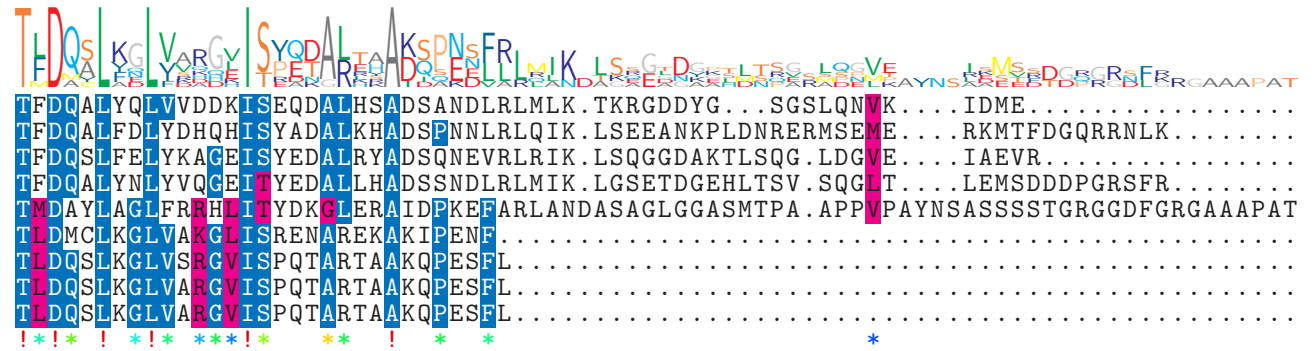 TFDQALYQLVVDDKISEQDALHSADSANDLRLMLK.TKRGDDYG...SGSLQNVK....IDME.................
TFDQALFDLYDHQHISYADALKHADSPNNLRLQIK.LSEEANKPLDNRERMSEME....RKMTFDGQRRNLK........
TFDQSLFELYKAGEISYEDALRYADSQNEVRLRIK.LSQGGDAKTLSQG.LDGVE....IAEVR................
TFDQALYNLYVQGEITYEDALLHADSSNDLRLMIK.LGSETDGEHLTSV.SQGLT....LEMSDDDPGRSFR........
TMDAYLAGLFRRHLITYDKGLERAIDPKEFARLANDASAGLGGASMTPA.APPVPAYNSASSSSTGRGGDFGRGAAAPAT
TLDMCLKGLVAKGLISRENAREKAKIPENF..................................................
TLDQSLKGLVSRGVISPQTARTAAKQPESFL.................................................
TLDQSLKGLVARGVISPQTARTAAKQPESFL.................................................
TLDQSLKGLVARGVISPQTARTAAKQPESFL.................................................
!*!* ! *!* ***!*   **  !  *  *                       *